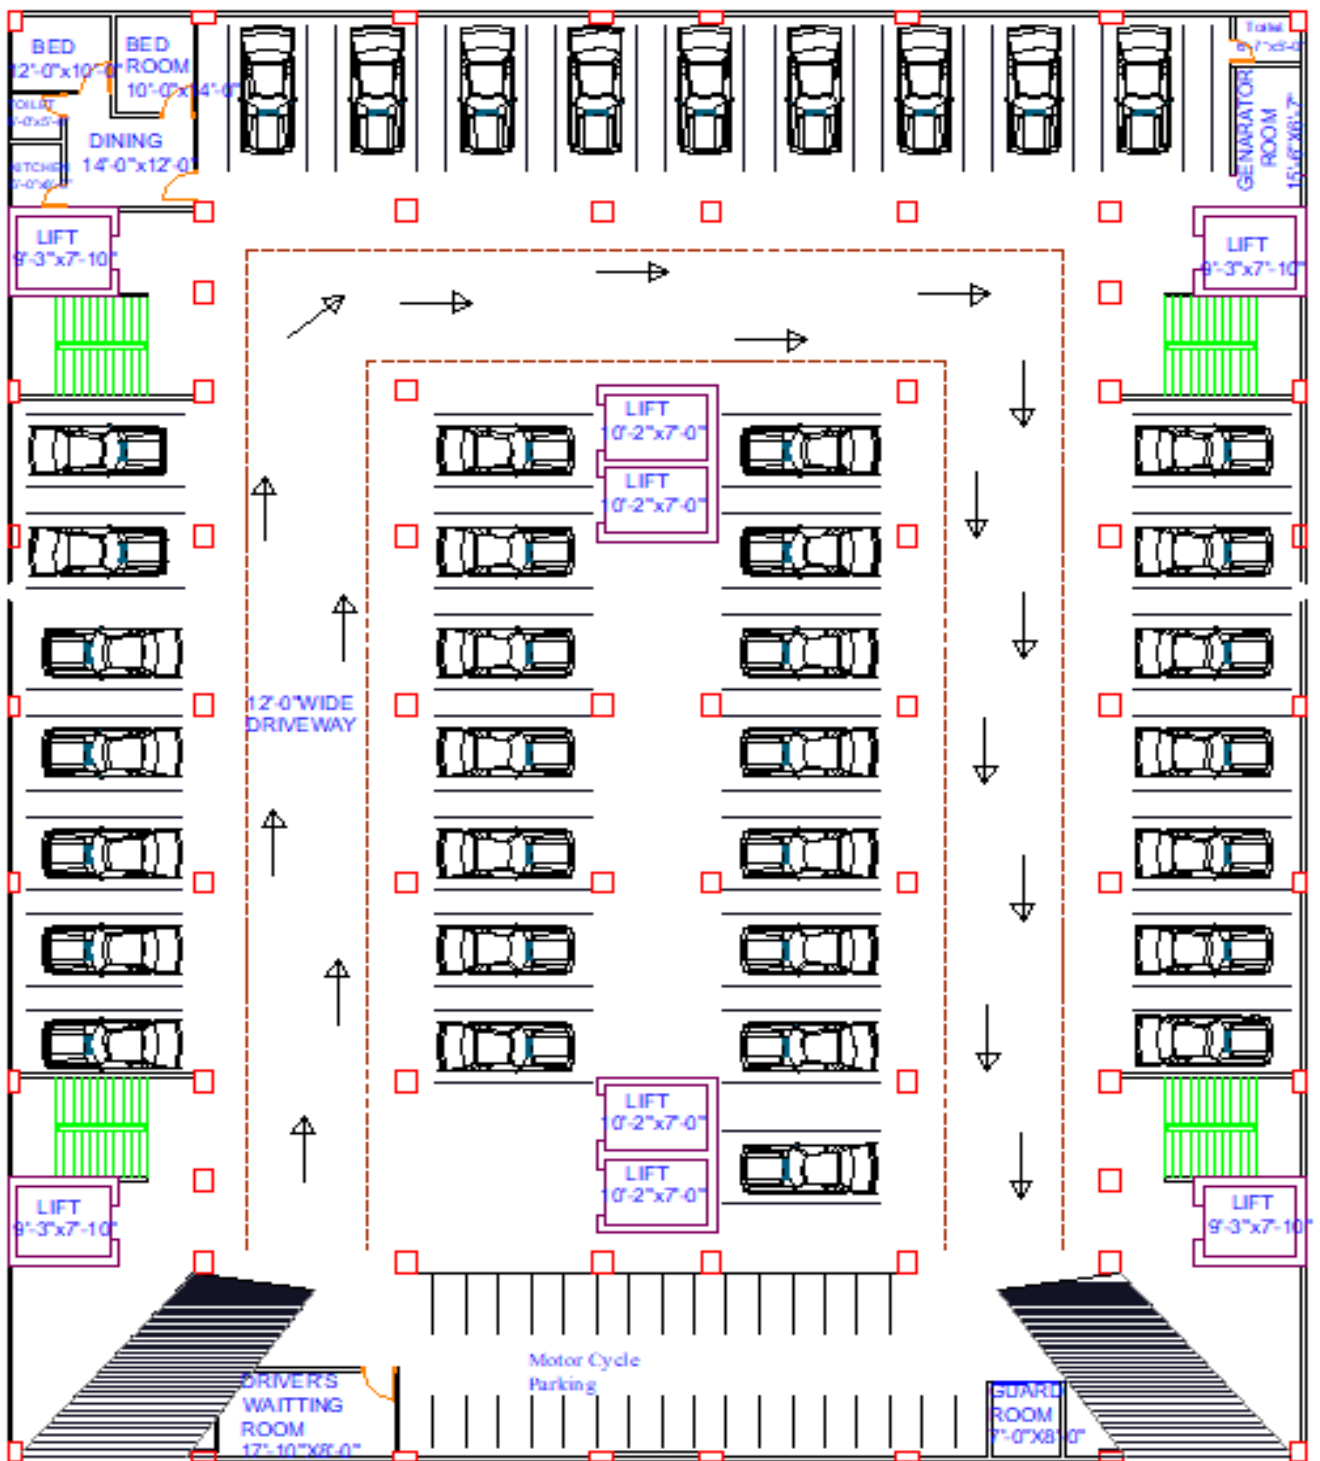 BED
12'-0"x10'-0"
BED
ROOM
10'-0"x14'-0"
TOILET
DINING
14'-0"x12'-0"
KITCHEN
Toilet
GENARATOR
ROOM
15'-6"X6'-7"
LIFT
9'-3"x7'-10"
LIFT
9'-3"x7'-10"
LIFT
10'-2"x7'-0"
LIFT
10'-2"x7'-0"
12'-0"WIDE
DRIVEWAY
LIFT
10'-2"x7'-0"
LIFT
10'-2"x7'-0"
LIFT
9'-3"x7'-10"
LIFT
9'-3"x7'-10"
Motor Cycle
Parking
DRIVER'S
WAITTING
ROOM
17'-10"X8'-0"
GUARD
ROOM
7'-0"X8'-0"